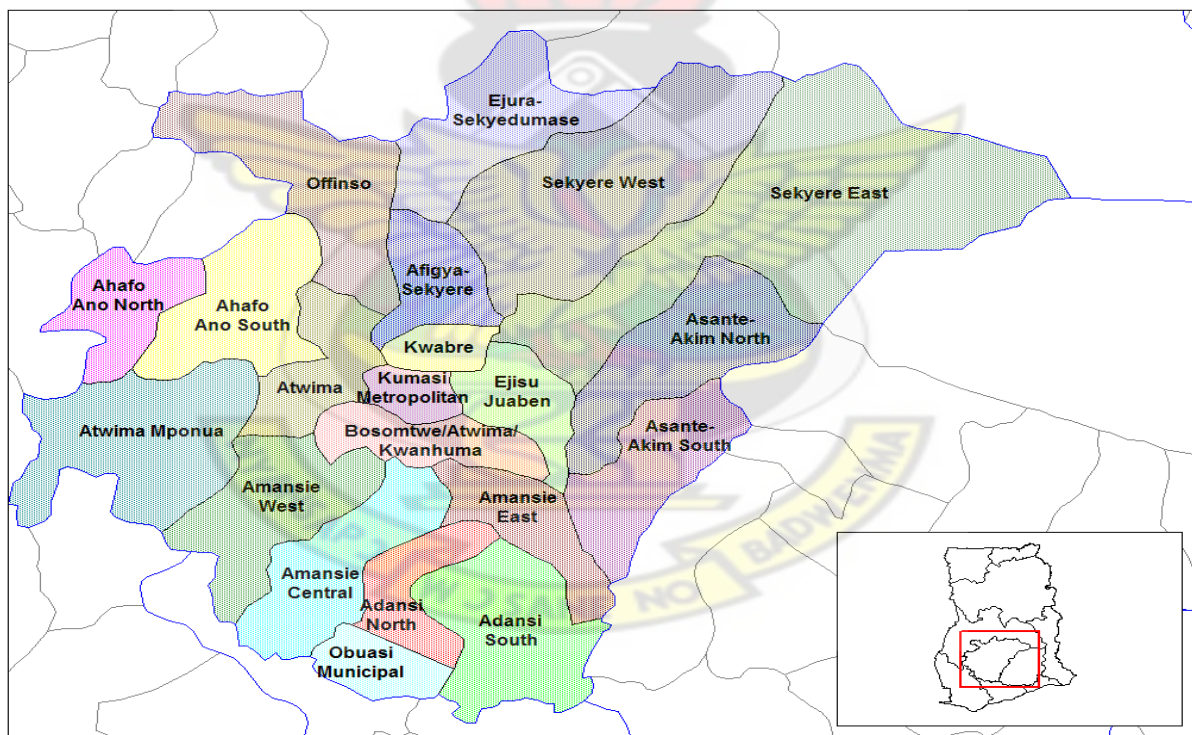 Ejura-
Sekyedumase
Offinso
Sekyere West
Sekyere East
Afigya-
Sekyere
Ahafo
Ano North
Ahafo
Ano South
Asante-
Akim North
Kwabre
Atwima
Kumasi
Metropolitan
Ejisu
Juaben
Atwima Mponua
Bosomtwe/Atwima/
Kwanhuma
Asante-
Akim South
Amansie
West
Amansie
East
Amansie
Central
Adansi
North
Adansi
South
Obuasi
Municipal
NO BADWENMA